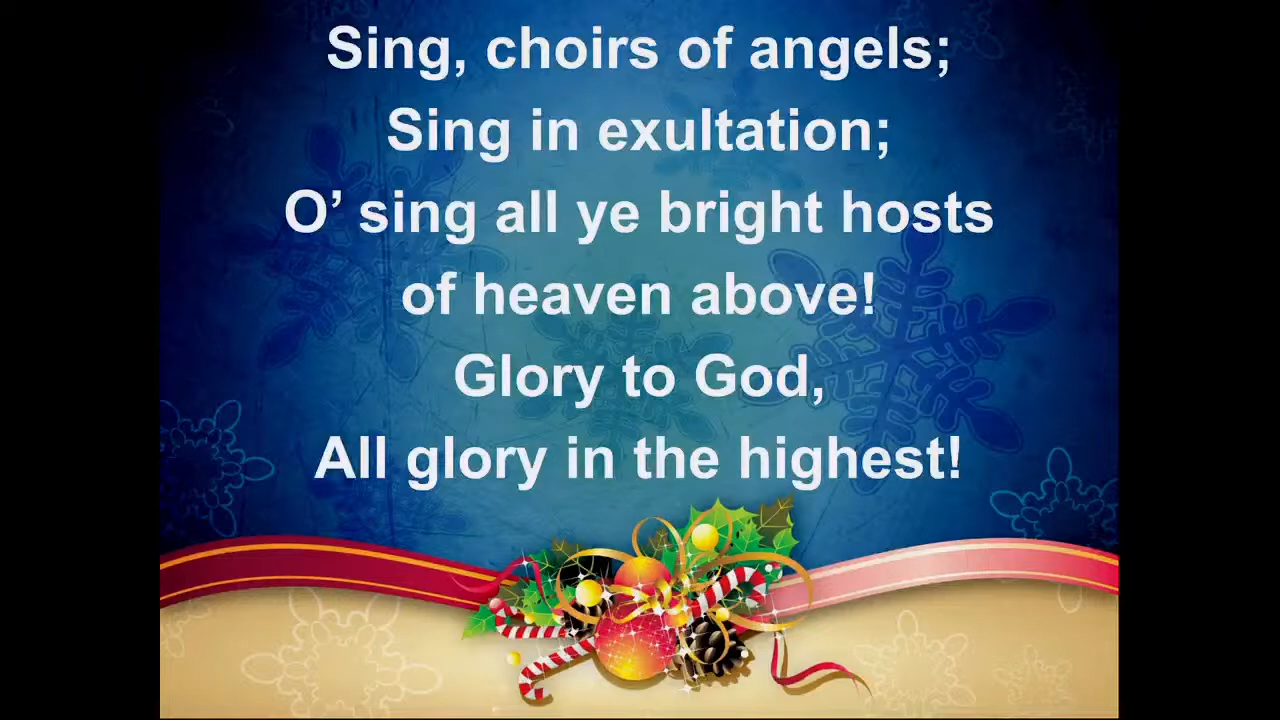 Sing, choirs of angels;
Sing in exultation;
O’ sing all ye bright hosts
of heaven above!
Glory to God,
All glory in the highest!